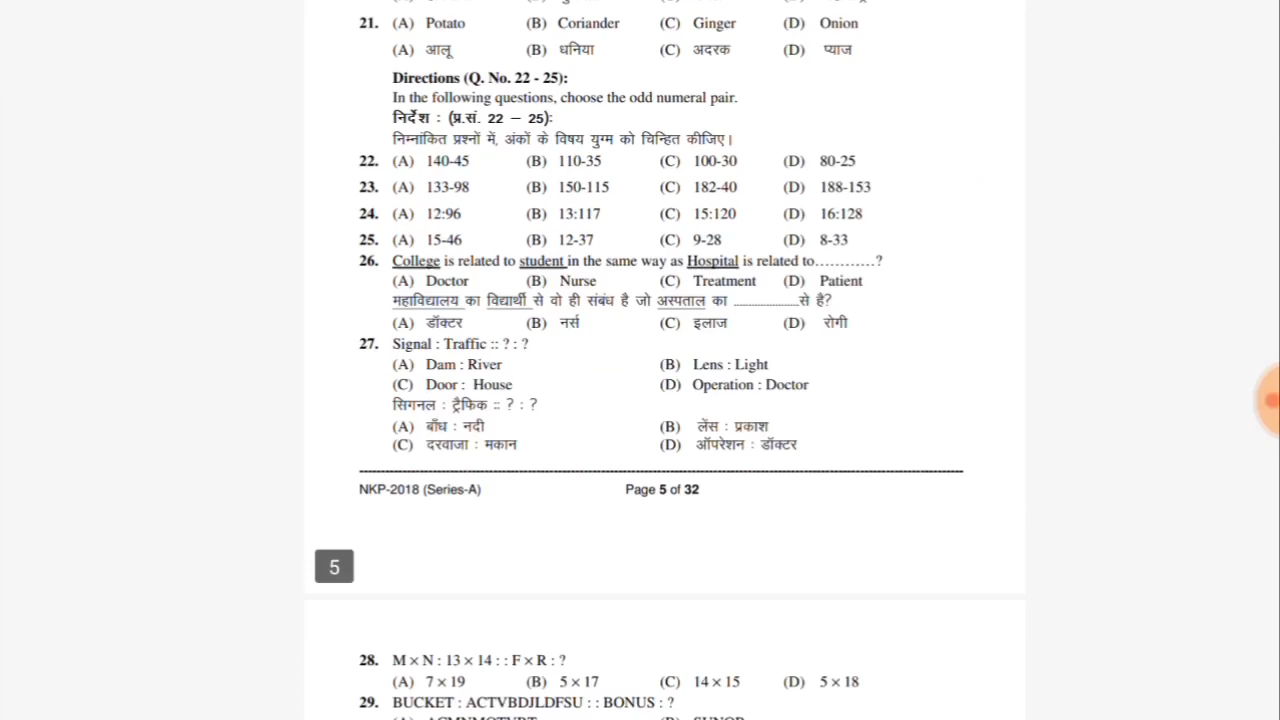 21. (A) Potato (B) Coriander (C) Ginger (D) Onion
(A) आलू (B) धनिया (C) अदरक (D) प्याज
Directions (Q. No. 22 - 25):
In the following questions, choose the odd numeral pair.
निर्देश : (प्र.सं. 22 – 25):
निम्नांकित प्रश्नों में, अंकों के विषय युग्म को चिन्हित कीजिए।
22. (A) 140-45 (B) 110-35 (C) 100-30 (D) 80-25
23. (A) 133-98 (B) 150-115 (C) 182-40 (D) 188-153
24. (A) 12:96 (B) 13:117 (C) 15:120 (D) 16:128
25. (A) 15-46 (B) 12-37 (C) 9-28 (D) 8-33
26. College is related to student in the same way as Hospital is related to............?
(A) Doctor (B) Nurse (C) Treatment (D) Patient
महाविद्यालय का विद्यार्थी से वो ही संबंध है जो अस्पताल का ......................से है?
(A) डॉक्टर (B) नर्स (C) इलाज (D) रोगी
27. Signal : Traffic :: ? : ?
(A) Dam : River (B) Lens : Light
(C) Door : House (D) Operation : Doctor
सिगनल : ट्रैफिक :: ? : ?
(A) बाँध : नदी (B) लेंस : प्रकाश
(C) दरवाजा : मकान (D) ऑपरेशन : डॉक्टर
NKP-2018 (Series-A) Page 5 of 32
5
28. M × N : 13 × 14 : : F × R : ?
(A) 7 × 19 (B) 5 × 17 (C) 14 × 15 (D) 5 × 18
29. BUCKET : ACTVBDJLDFSU : : BONUS : ?